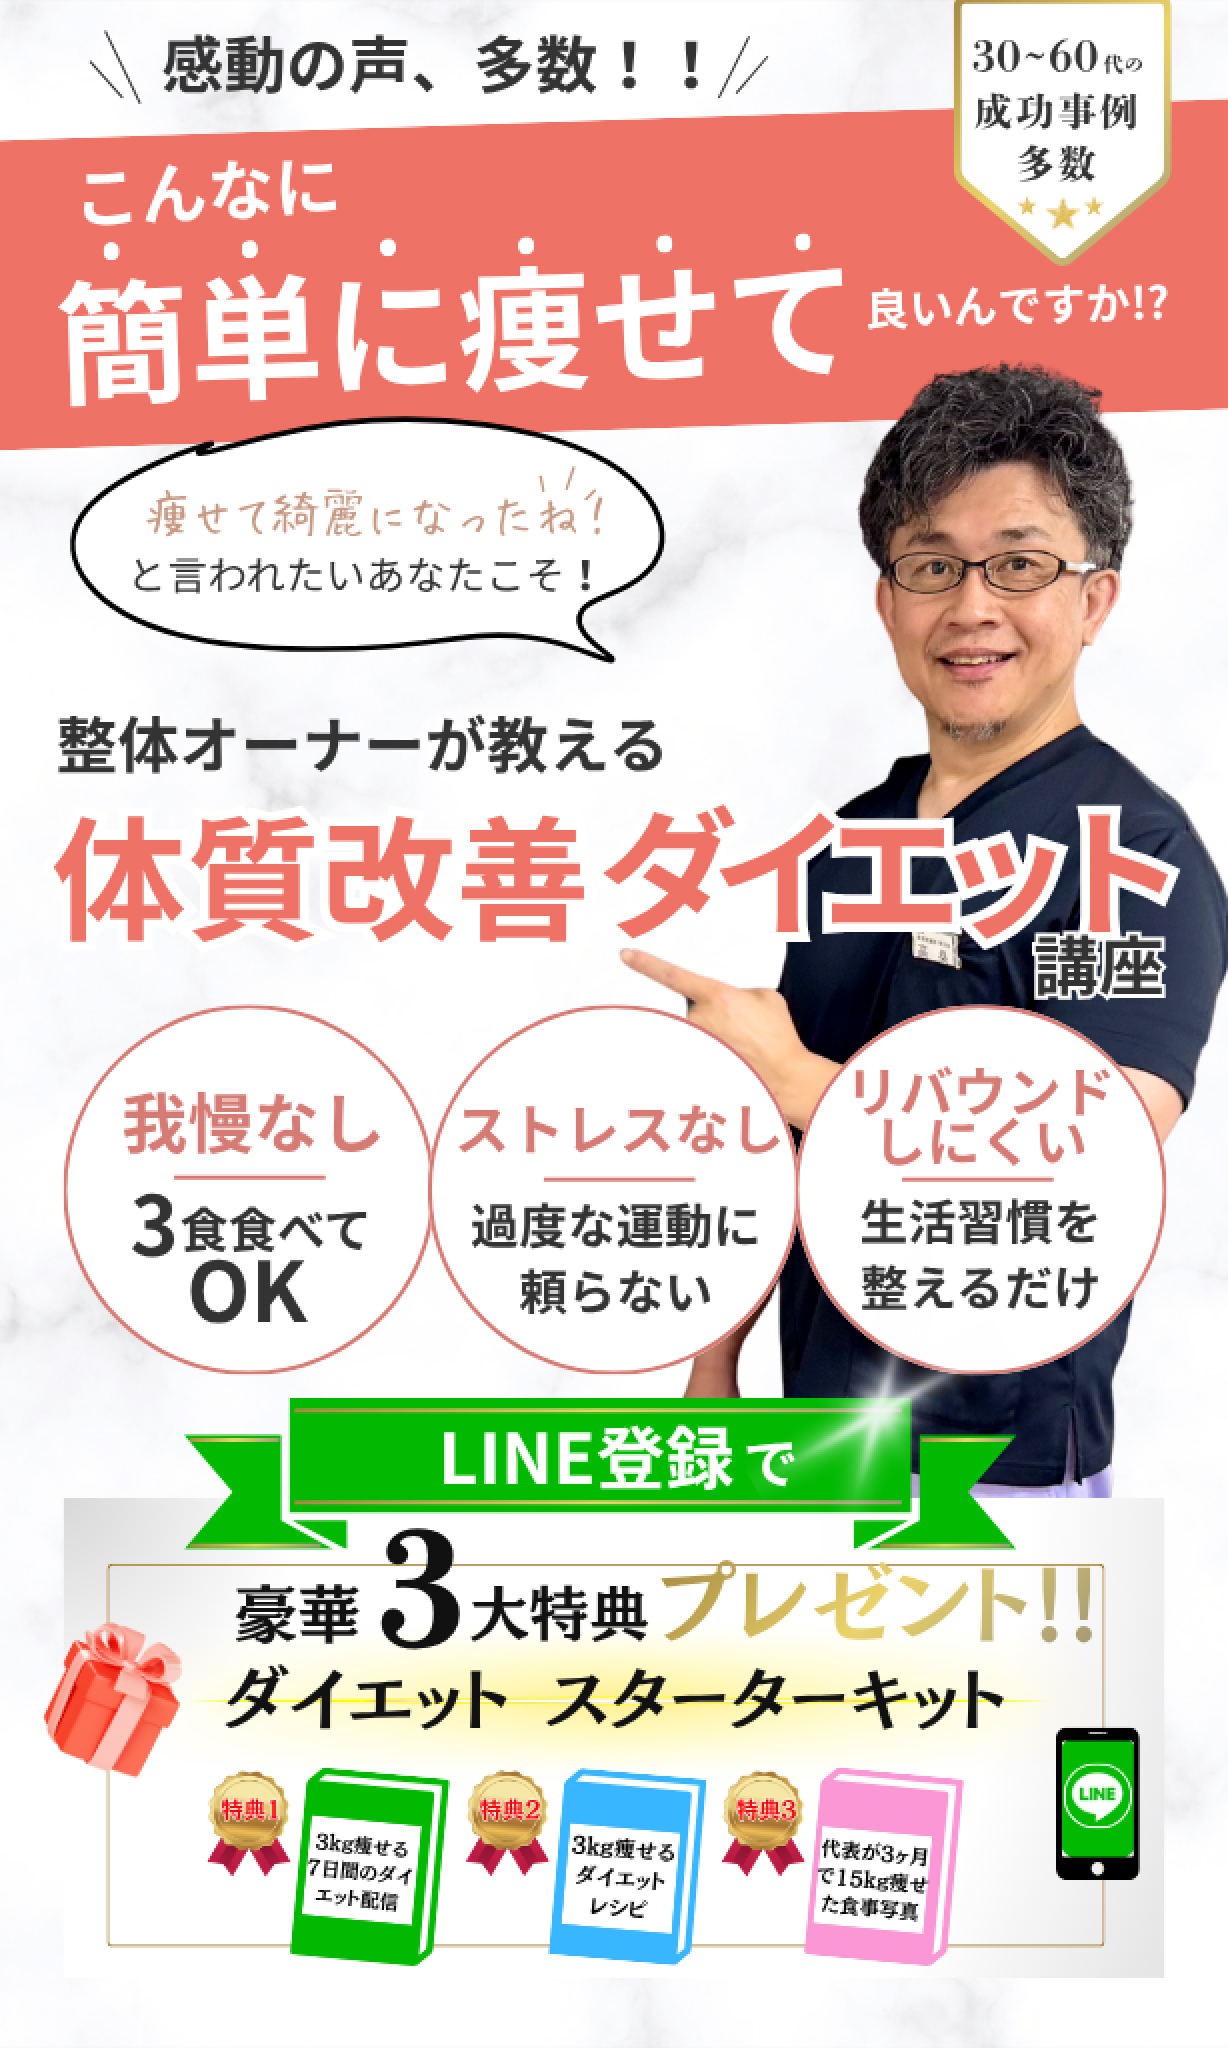 感動の声、多数！！
30~60代の
成功事例
多数
こんなに
簡単に痩せて良いんですか!?
痩せて綺麗になったね！
と言われたいあなたこそ！
整体オーナーが教える
体質改善ダイエット
講座
我慢なし
3食食べて
OK
ストレスなし
過度な運動に
頼らない
リバウンド
しにくい
生活習慣を
整えるだけ
LINE登録で
豪華3大特典プレゼント!!
ダイエット スターターキット
特典1
3kg痩せる
7日間のダイ
エット配信
特典2
3kg痩せる
ダイエット
レシピ
特典3
代表が3ヶ月
で15kg痩せ
た食事写真
LINE